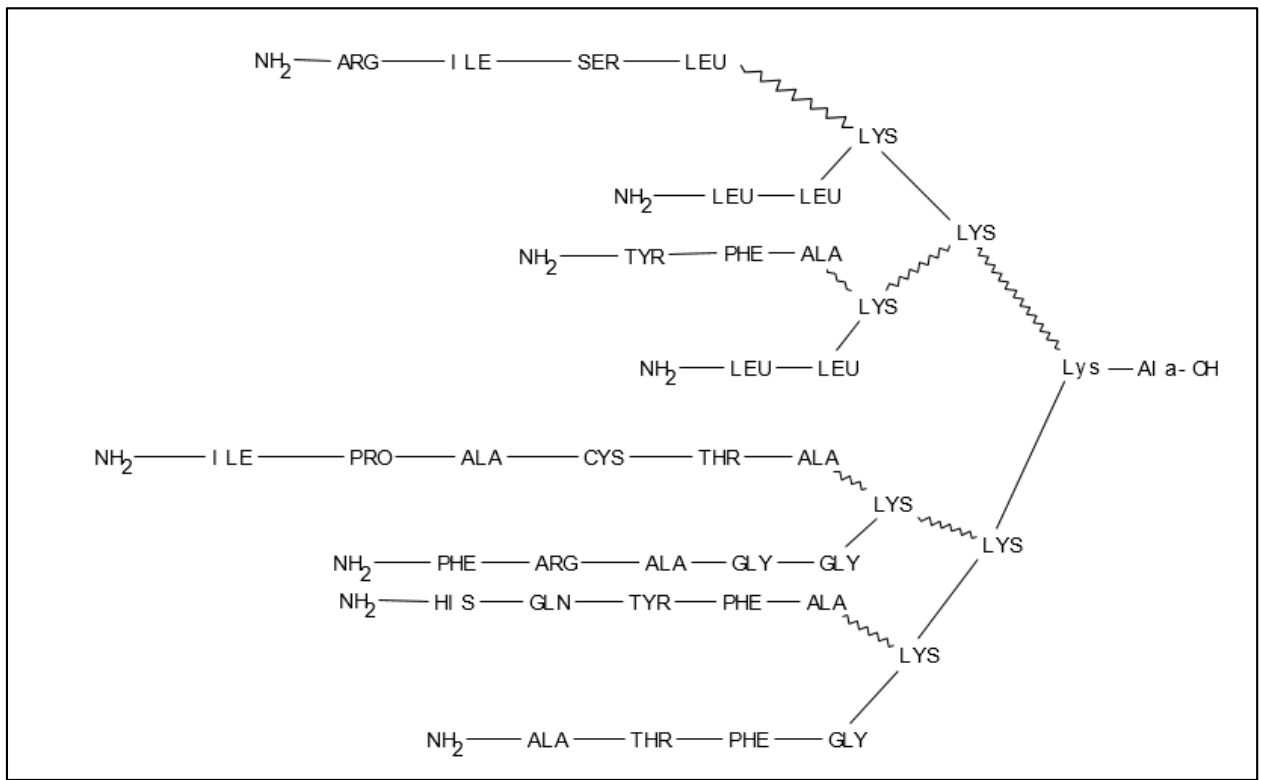 NH2 ARG ILE SER LEU
LYS
NH2 LEU LEU
LYS
NH2 TYR PHE ALA
LYS
NH2 LEU LEU
Lys Ala-OH
NH2 ILE PRO ALA CYS THR ALA
LYS
LYS
NH2 PHE ARG ALA GLY GLY
NH2 HIS GLN TYR PHE ALA
LYS
NH2 ALA THR PHE GLY